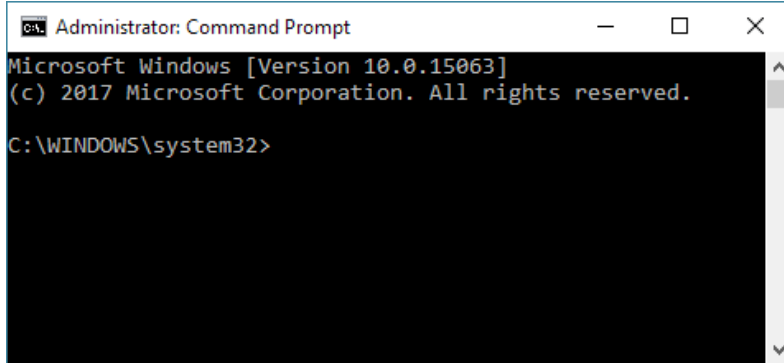 Administrator: Command Prompt
Microsoft Windows [Version 10.0.15063]
(c) 2017 Microsoft Corporation. All rights reserved.
C:\WINDOWS\system32>